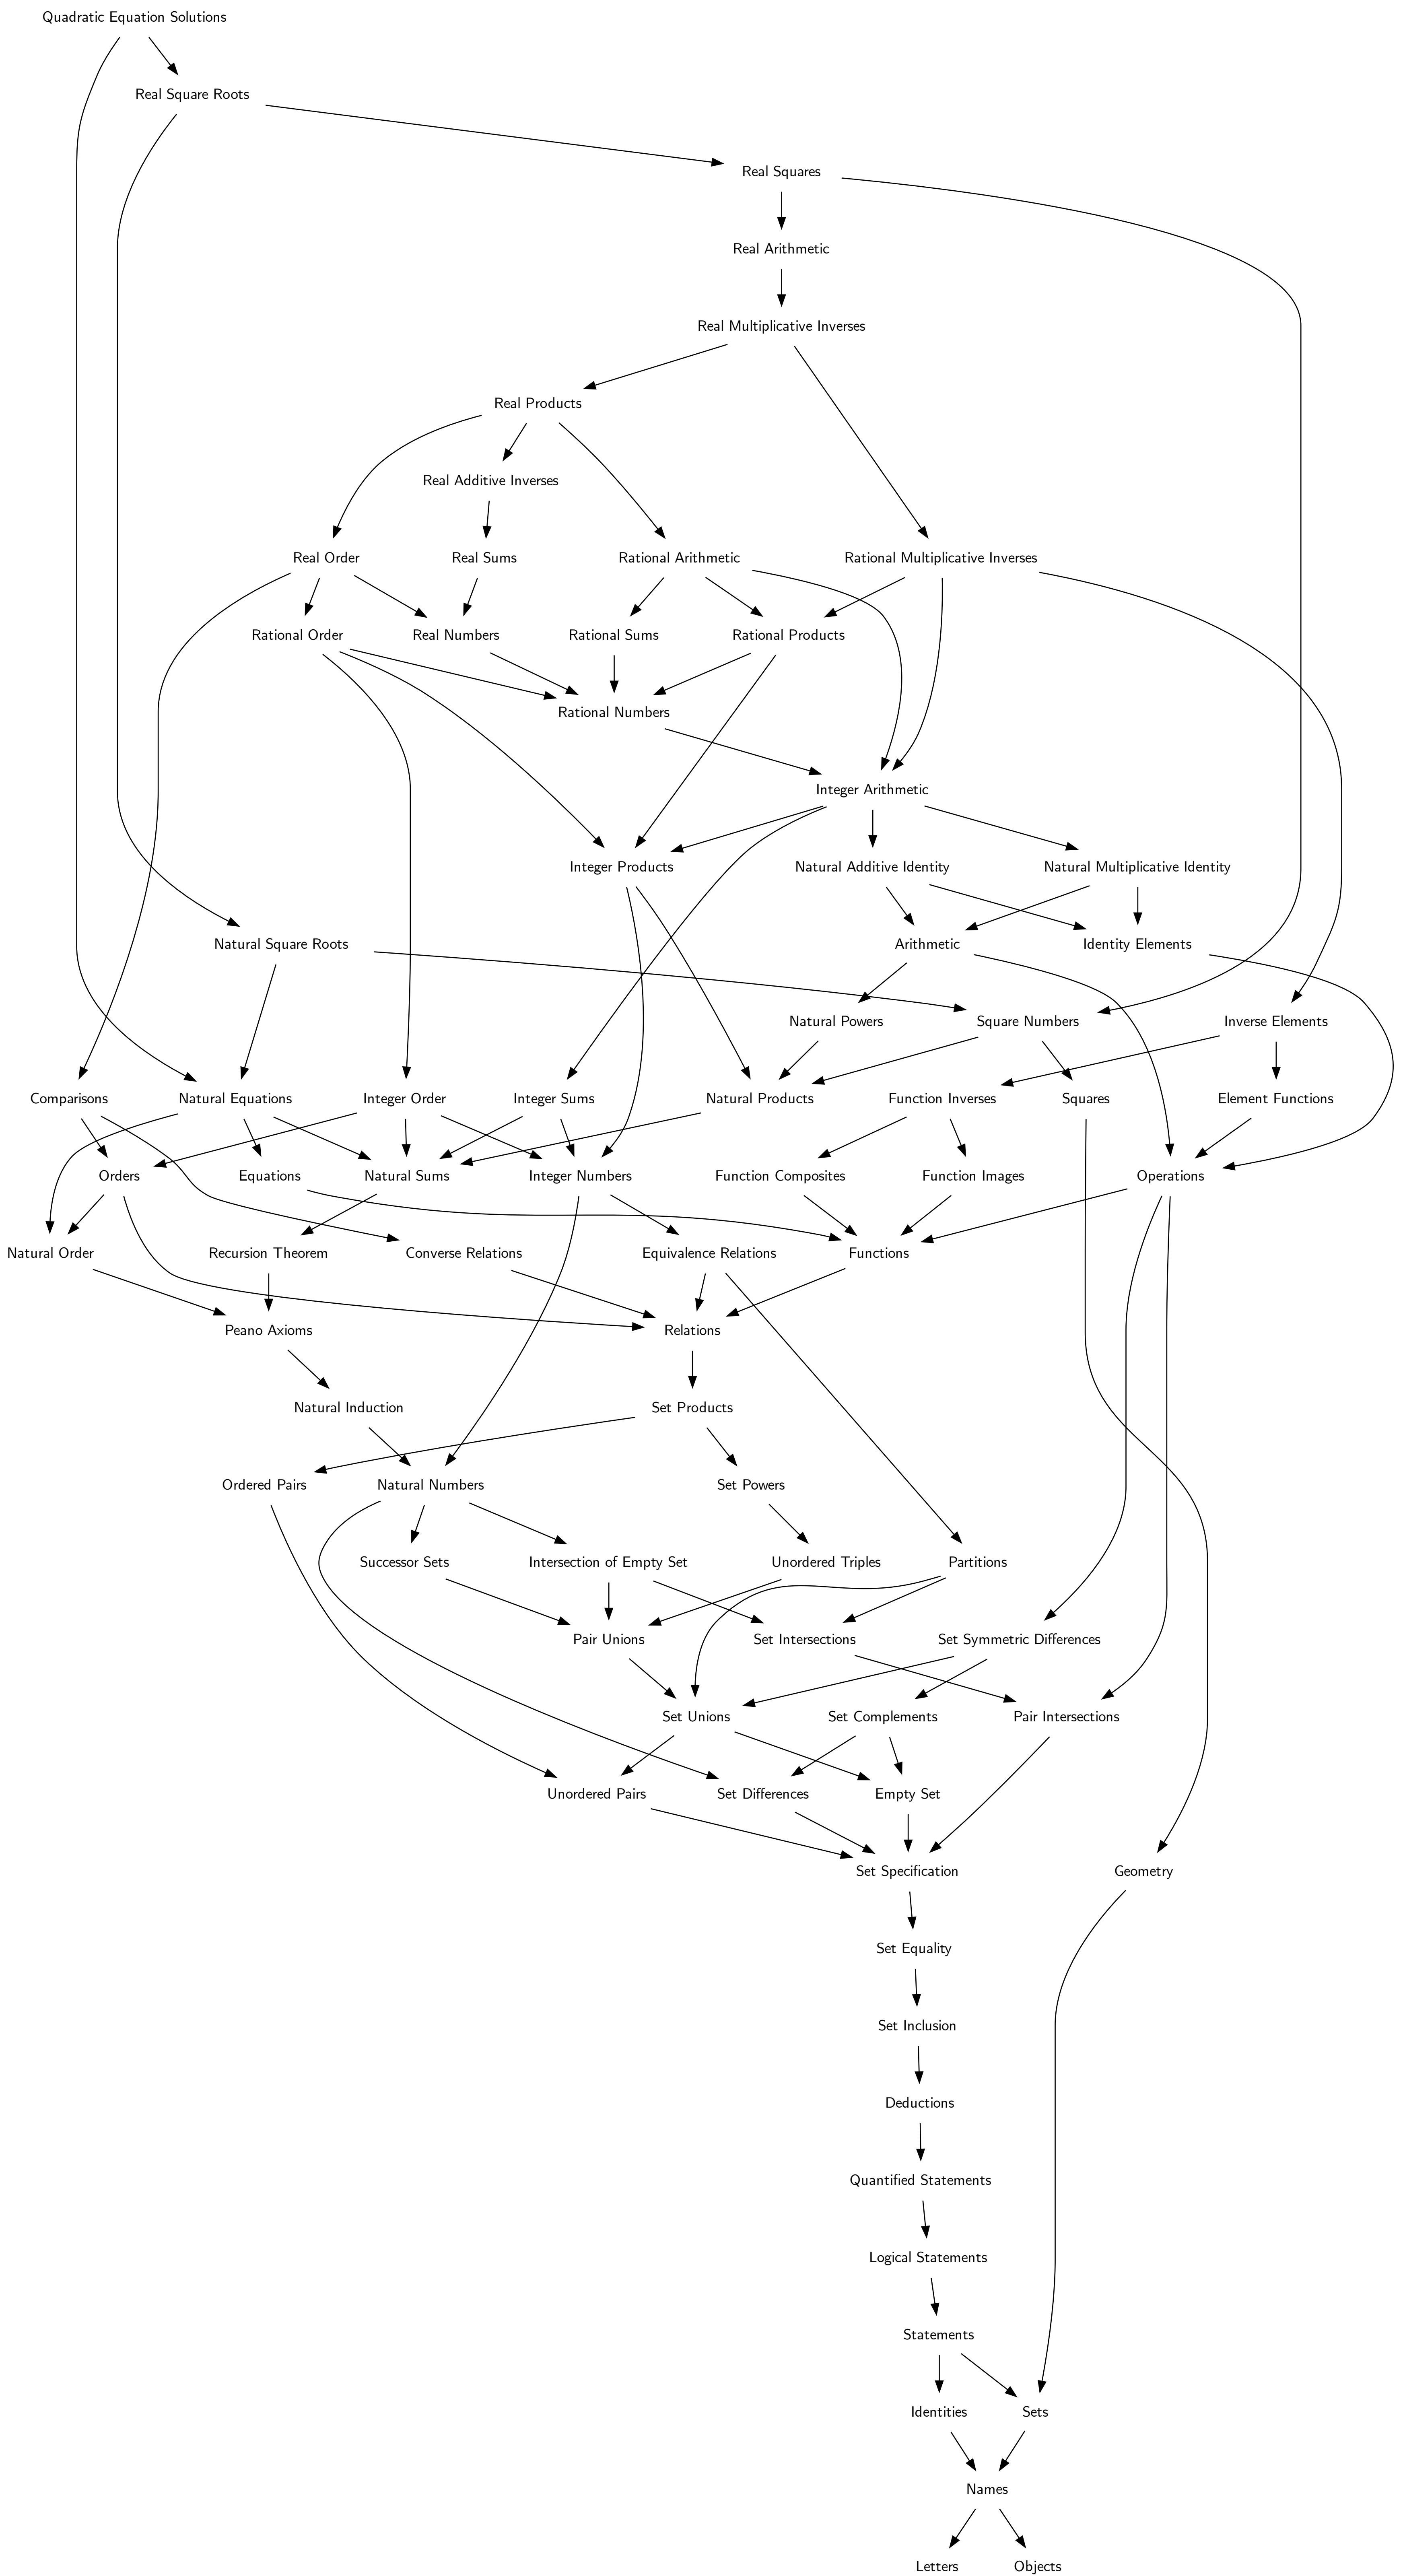 Quadratic Equation Solutions
Real Square Roots
Real Squares
Real Arithmetic
Real Multiplicative Inverses
Real Products
Real Additive Inverses
Real Order
Real Sums
Rational Arithmetic
Rational Multiplicative Inverses
Rational Order
Real Numbers
Rational Sums
Rational Products
Rational Numbers
Integer Arithmetic
Integer Products
Natural Additive Identity
Natural Multiplicative Identity
Natural Square Roots
Arithmetic
Identity Elements
Natural Powers
Square Numbers
Inverse Elements
Comparisons
Natural Equations
Integer Order
Integer Sums
Natural Products
Function Inverses
Squares
Element Functions
Orders
Equations
Natural Sums
Integer Numbers
Function Composites
Function Images
Operations
Natural Order
Recursion Theorem
Converse Relations
Equivalence Relations
Functions
Peano Axioms
Relations
Natural Induction
Set Products
Ordered Pairs
Natural Numbers
Set Powers
Successor Sets
Intersection of Empty Set
Unordered Triples
Partitions
Pair Unions
Set Intersections
Set Symmetric Differences
Set Unions
Set Complements
Pair Intersections
Unordered Pairs
Set Differences
Empty Set
Set Specification
Geometry
Set Equality
Set Inclusion
Deductions
Quantified Statements
Logical Statements
Statements
Identities
Sets
Names
Letters
Objects